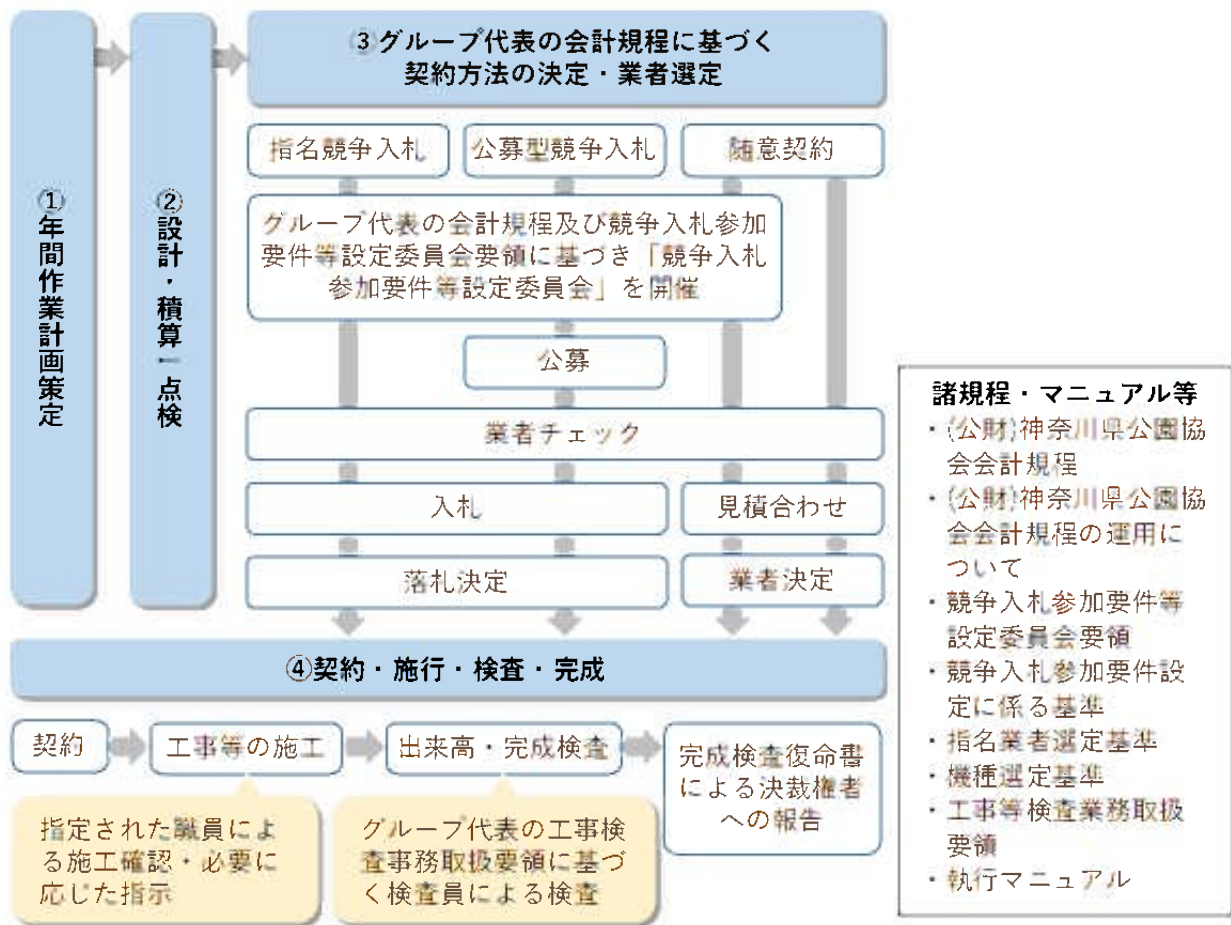 ①年間作業計画策定
②設計・積算－点検
③グループ代表の会計規程に基づく
契約方法の決定・業者選定
指名競争入札
公募型競争入札
随意契約
グループ代表の会計規程及び競争入札参加
要件等設定委員会要領に基づき「競争入札
参加要件等設定委員会」を開催
公募
業者チェック
入札
見積合わせ
落札決定
業者決定
④契約・施行・検査・完成
契約
工事等の施工
出来高・完成検査
完成検査復命書
による決裁権者
への報告
指定された職員によ
る施工確認・必要に
応じた指示
グループ代表の工事検
査事務取扱要領に基づ
く検査員による検査
諸規程・マニュアル等
・(公財)神奈川県公園協
会会計規程
・(公財)神奈川県公園協
会会計規程の運用に
ついて
・競争入札参加要件等
設定委員会要領
・競争入札参加要件設
定に係る基準
・指名業者選定基準
・機種選定基準
・工事等検査業務取扱
要領
・執行マニュアル